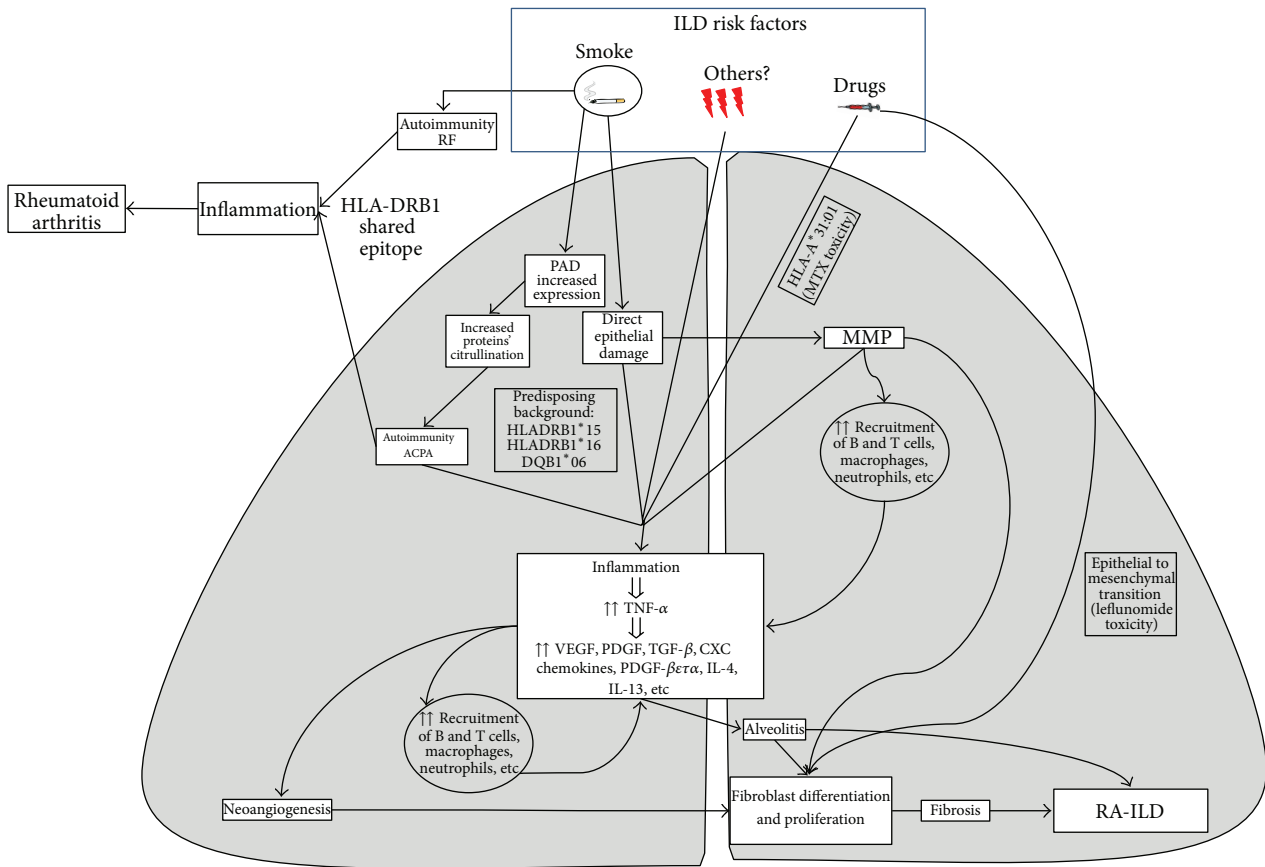 ILD risk factors
Smoke
Others?
Drugs
Autoimmunity
RF
Rheumatoid
arthritis
Inflammation
HLA-DRB1
shared
epitope
HLA-A*31:01
(MTX toxicity)
PAD
increased
expression
Increased
proteins'
citrullination
Direct
epithelial
damage
MMP
Predisposing
background:
HLADRB1*15
HLADRB1*16
DQB1*06
Autoimmunity
ACPA
↑↑ Recruitment
of B and T cells,
macrophages,
neutrophils, etc
Inflammation
⇓
↑↑ TNF-α
⇓
↑↑ VEGF, PDGF, TGF-β, CXC
chemokines, PDGF-βετα, IL-4,
IL-13, etc
Epithelial to
mesenchymal
transition
(leflunomide
toxicity)
↑↑ Recruitment
of B and T cells,
macrophages,
neutrophils, etc
Alveolitis
Neoangiogenesis
Fibroblast differentiation
and proliferation
Fibrosis
RA-ILD